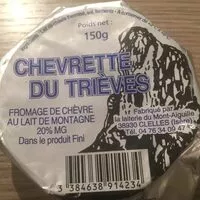 Poids net :
150g
CHEVRETTE
DU TRIÈVES
FROMAGE DE CHÈVRE
AU LAIT DE MONTAGNE
20% MG
Dans le produit Fini
Fabriqué par
la laiterie du Mont-Aiguille
38930 CLELLES (Isère)
Tél. 04 76 34 00 47
3 384638 914234